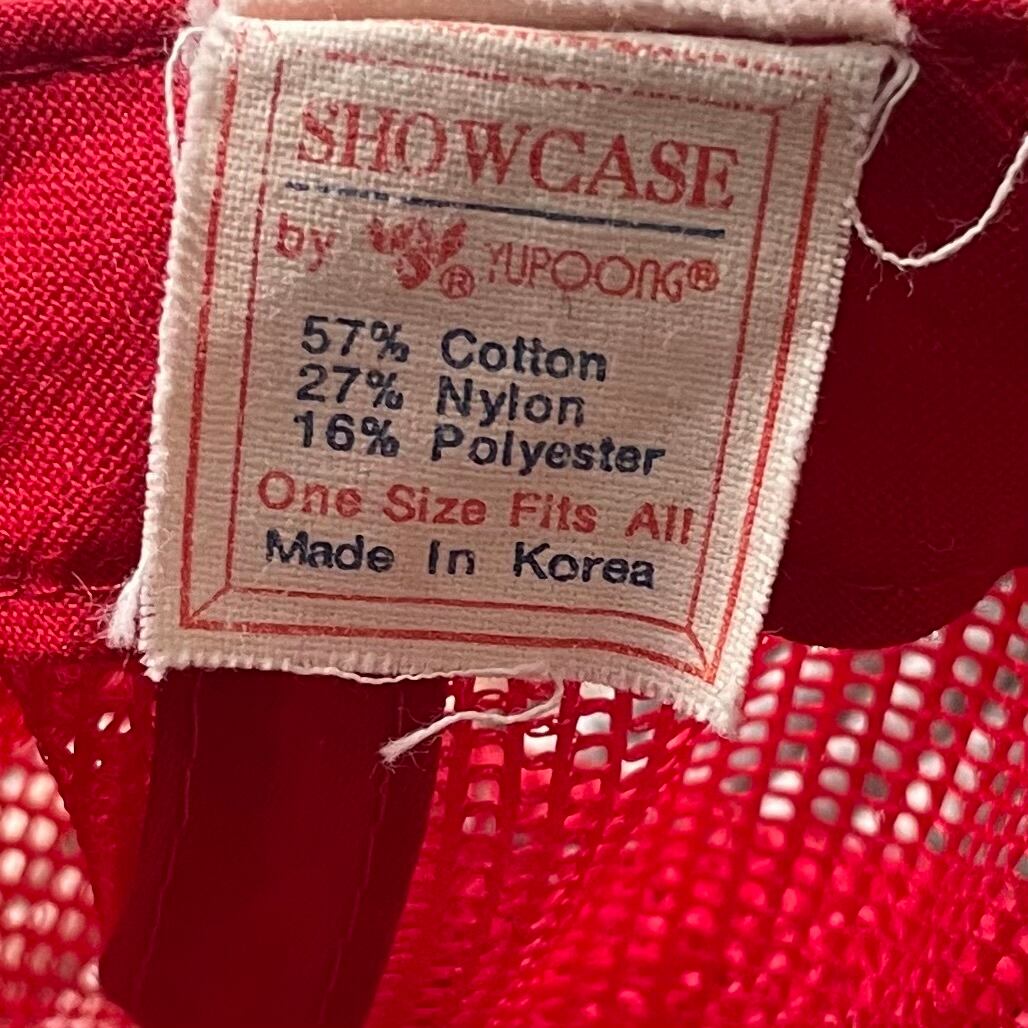 SHOWCASE
by ® YUPOONG®
57% Cotton
27% Nylon
16% Polyester
One Size Fits All
Made In Korea